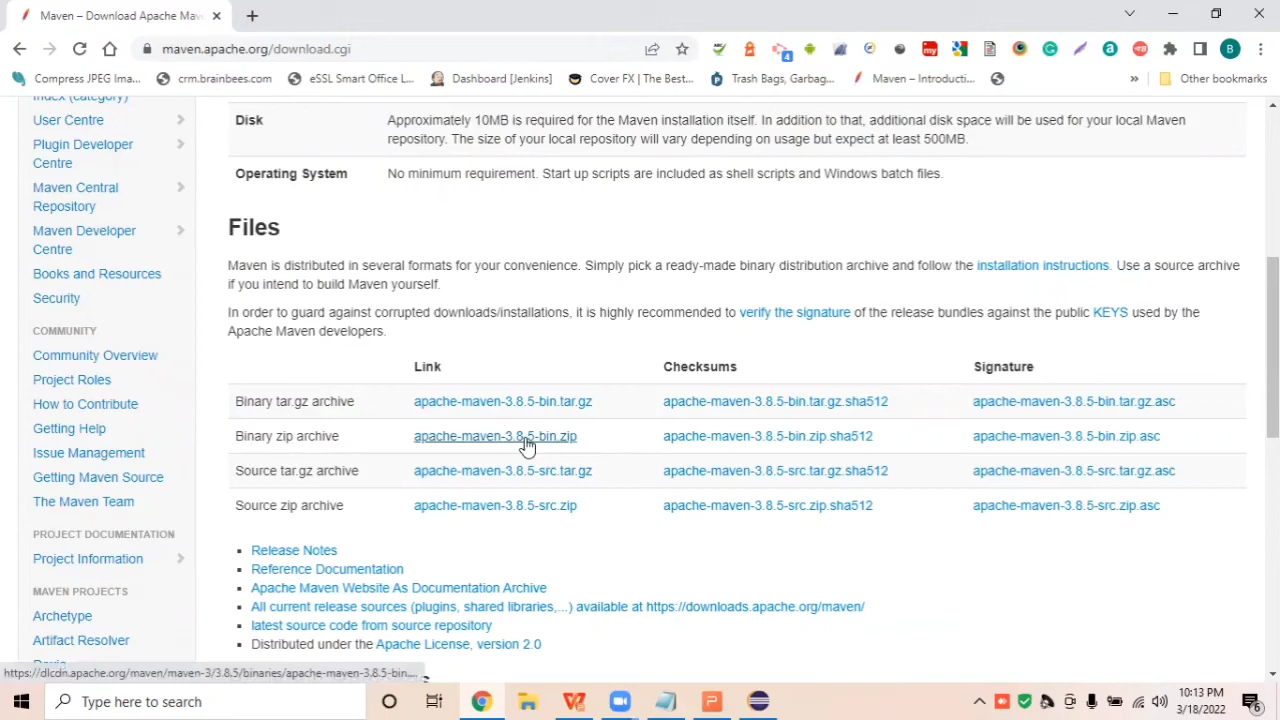 Maven – Download Apache Mav
maven.apache.org/download.cgi
4
my
a
B
Compress JPEG Ima...
crm.brainbees.com
eSSL Smart Office L...
Dashboard [Jenkins]
Cover FX | The Best...
Trash Bags, Garbag...
Maven – Introducti...
»
Other bookmarks
Index (category)
User Centre
Plugin Developer
Centre
Maven Central
Repository
Maven Developer
Centre
Books and Resources
Security
COMMUNITY
Community Overview
Project Roles
How to Contribute
Getting Help
Issue Management
Getting Maven Source
The Maven Team
PROJECT DOCUMENTATION
Project Information
MAVEN PROJECTS
Archetype
Artifact Resolver
Disk
Approximately 10MB is required for the Maven installation itself. In addition to that, additional disk space will be used for your local Maven
repository. The size of your local repository will vary depending on usage but expect at least 500MB.
Operating System
No minimum requirement. Start up scripts are included as shell scripts and Windows batch files.
Files
Maven is distributed in several formats for your convenience. Simply pick a ready-made binary distribution archive and follow the installation instructions. Use a source archive
if you intend to build Maven yourself.
In order to guard against corrupted downloads/installations, it is highly recommended to verify the signature of the release bundles against the public KEYS used by the
Apache Maven developers.
Link Checksums Signature
Binary tar.gz archive apache-maven-3.8.5-bin.tar.gz apache-maven-3.8.5-bin.tar.gz.sha512 apache-maven-3.8.5-bin.tar.gz.asc
Binary zip archive apache-maven-3.8.5-bin.zip apache-maven-3.8.5-bin.zip.sha512 apache-maven-3.8.5-bin.zip.asc
Source tar.gz archive apache-maven-3.8.5-src.tar.gz apache-maven-3.8.5-src.tar.gz.sha512 apache-maven-3.8.5-src.tar.gz.asc
Source zip archive apache-maven-3.8.5-src.zip apache-maven-3.8.5-src.zip.sha512 apache-maven-3.8.5-src.zip.asc
Release Notes
Reference Documentation
Apache Maven Website As Documentation Archive
All current release sources (plugins, shared libraries,...) available at https://downloads.apache.org/maven/
latest source code from source repository
Distributed under the Apache License, version 2.0
https://dlcdn.apache.org/maven/maven-3/3.8.5/binaries/apache-maven-3.8.5-bin....
Type here to search
10:13 PM
3/18/2022
6